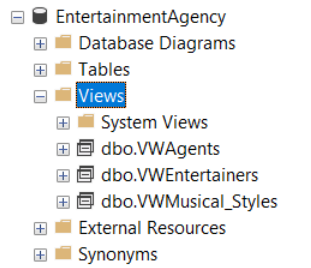 EntertainmentAgency
Database Diagrams
Tables
Views
System Views
dbo.VWAgents
dbo.VWEntertainers
dbo.VWMusical_Styles
External Resources
Synonyms